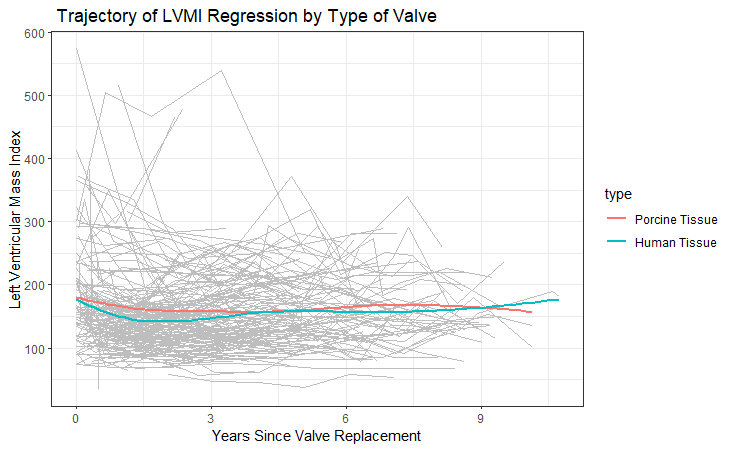 Trajectory of LVMI Regression by Type of Valve
Left Ventricular Mass Index
600
500
400
300
200
100
0
3
6
9
Years Since Valve Replacement
type
Porcine Tissue
Human Tissue